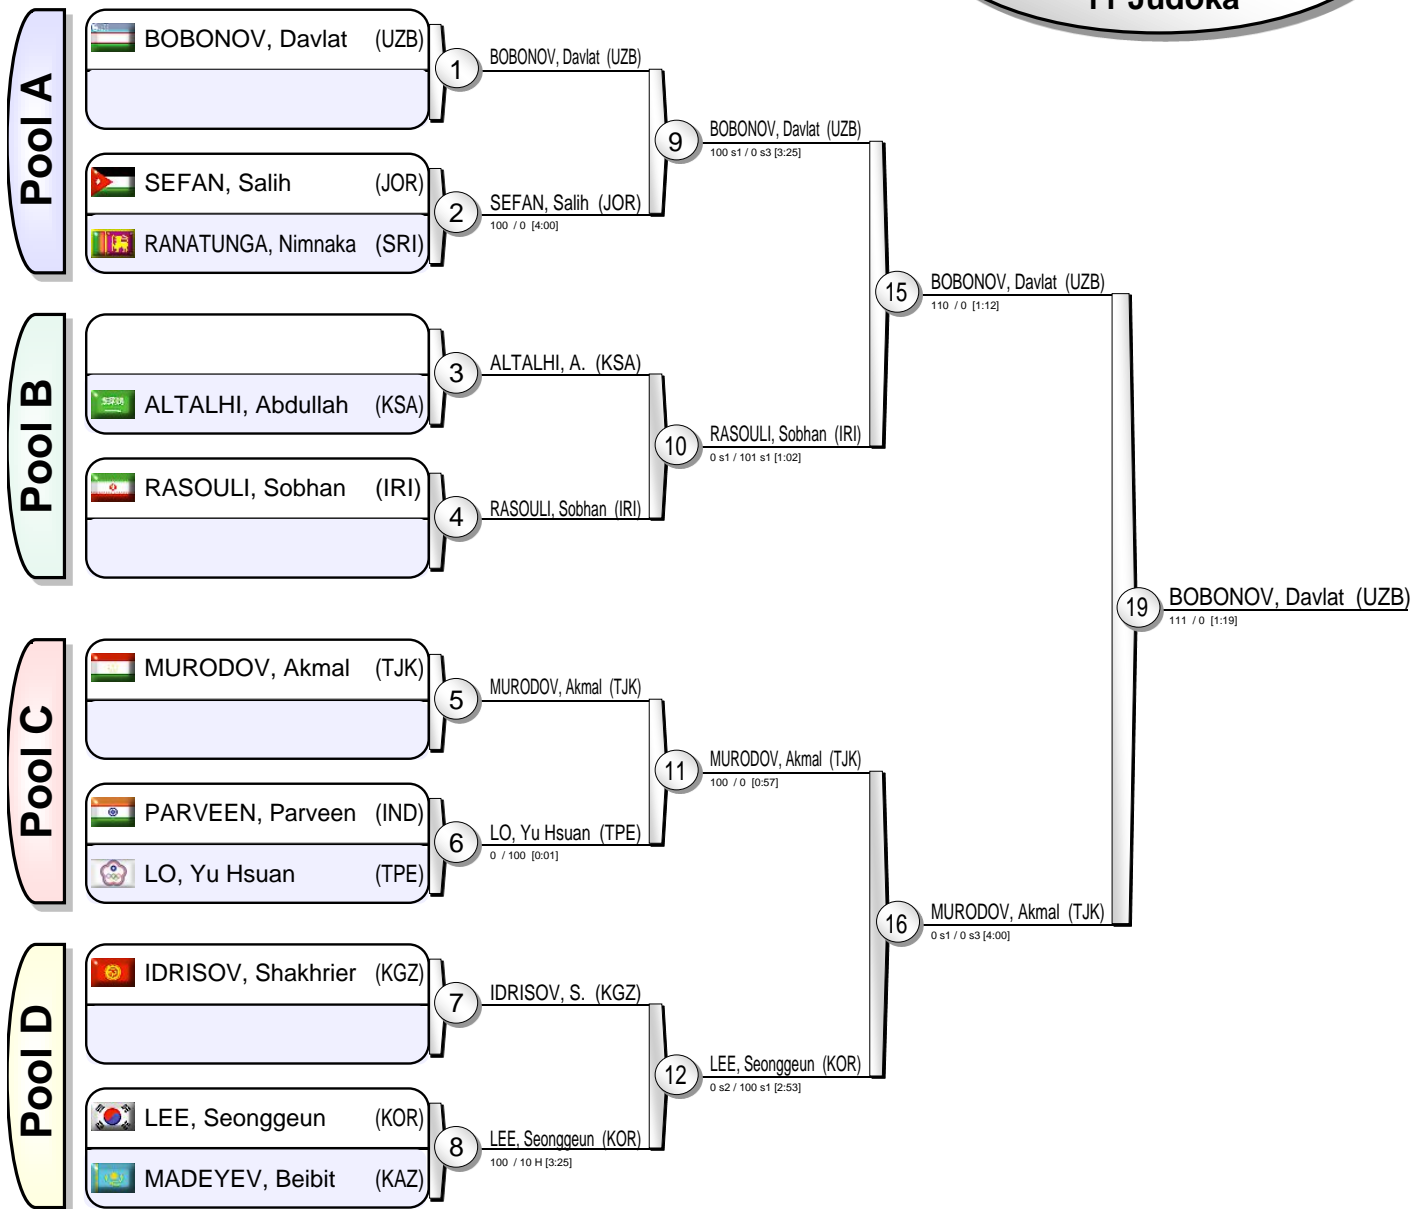 11 Judoka
Pool A
BOBONOV, Davlat (UZB)
1
BOBONOV, Davlat (UZB)
SEFAN, Salih (JOR)
RANATUNGA, Nimnaka (SRI)
2
SEFAN, Salih (JOR)
100 / 0 [4:00]
9
BOBONOV, Davlat (UZB)
100 s1 / 0 s3 [3:25]
Pool B
3
ALTALHI, A. (KSA)
ALTALHI, Abdullah (KSA)
RASOULI, Sobhan (IRI)
4
RASOULI, Sobhan (IRI)
10
RASOULI, Sobhan (IRI)
0 s1 / 101 s1 [1:02]
15
BOBONOV, Davlat (UZB)
110 / 0 [1:12]
Pool C
MURODOV, Akmal (TJK)
5
MURODOV, Akmal (TJK)
PARVEEN, Parveen (IND)
LO, Yu Hsuan (TPE)
6
LO, Yu Hsuan (TPE)
0 / 100 [0:01]
11
MURODOV, Akmal (TJK)
100 / 0 [0:57]
Pool D
IDRISOV, Shakhrier (KGZ)
7
IDRISOV, S. (KGZ)
LEE, Seonggeun (KOR)
MADEYEV, Beibit (KAZ)
8
LEE, Seonggeun (KOR)
100 / 10 H [3:25]
12
LEE, Seonggeun (KOR)
0 s2 / 100 s1 [2:53]
16
MURODOV, Akmal (TJK)
0 s1 / 0 s3 [4:00]
19
BOBONOV, Davlat (UZB)
111 / 0 [1:19]